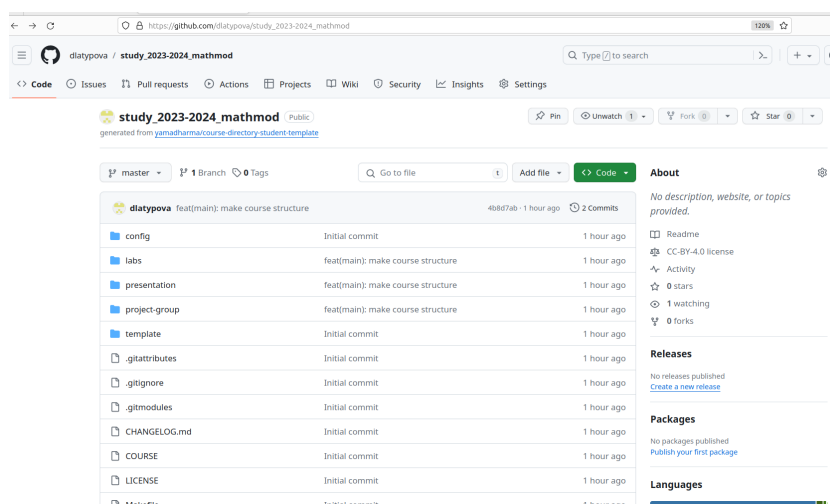 https://github.com/dlatypova/study_2023-2024_mathmod 120%
dlatypova / study_2023-2024_mathmod Type / to search
Code Issues Pull requests Actions Projects Wiki Security Insights Settings
study_2023-2024_mathmod Public Pin Unwatch 1 Fork 0 Star 0
generated from yamadharma/course-directory-student-template
master 1 Branch 0 Tags Go to file t Add file Code
dlatypova feat(main): make course structure 4b8d7ab · 1 hour ago 2 Commits
config Initial commit 1 hour ago
labs feat(main): make course structure 1 hour ago
presentation feat(main): make course structure 1 hour ago
project-group feat(main): make course structure 1 hour ago
template Initial commit 1 hour ago
.gitattributes Initial commit 1 hour ago
.gitignore Initial commit 1 hour ago
.gitmodules Initial commit 1 hour ago
CHANGELOG.md Initial commit 1 hour ago
COURSE Initial commit 1 hour ago
LICENSE Initial commit 1 hour ago
Makefile Initial commit 1 hour ago
About
No description, website, or topics
provided.
Readme
CC-BY-4.0 license
Activity
0 stars
1 watching
0 forks
Releases
No releases published
Create a new release
Packages
No packages published
Publish your first package
Languages